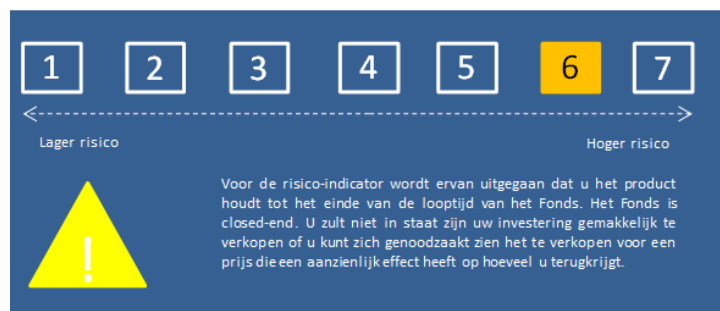 1 2 3 4 5 6 7
Lager risico Hoger risico
Voor de risico-indicator wordt ervan uitgegaan dat u het product
houdt tot het einde van de looptijd van het Fonds. Het Fonds is
closed-end. U zult niet in staat zijn uw investering gemakkelijk te
verkopen of u kunt zich genoodzaakt zien het te verkopen voor een
prijs die een aanzienlijk effect heeft op hoeveel u terugkrijgt.
!